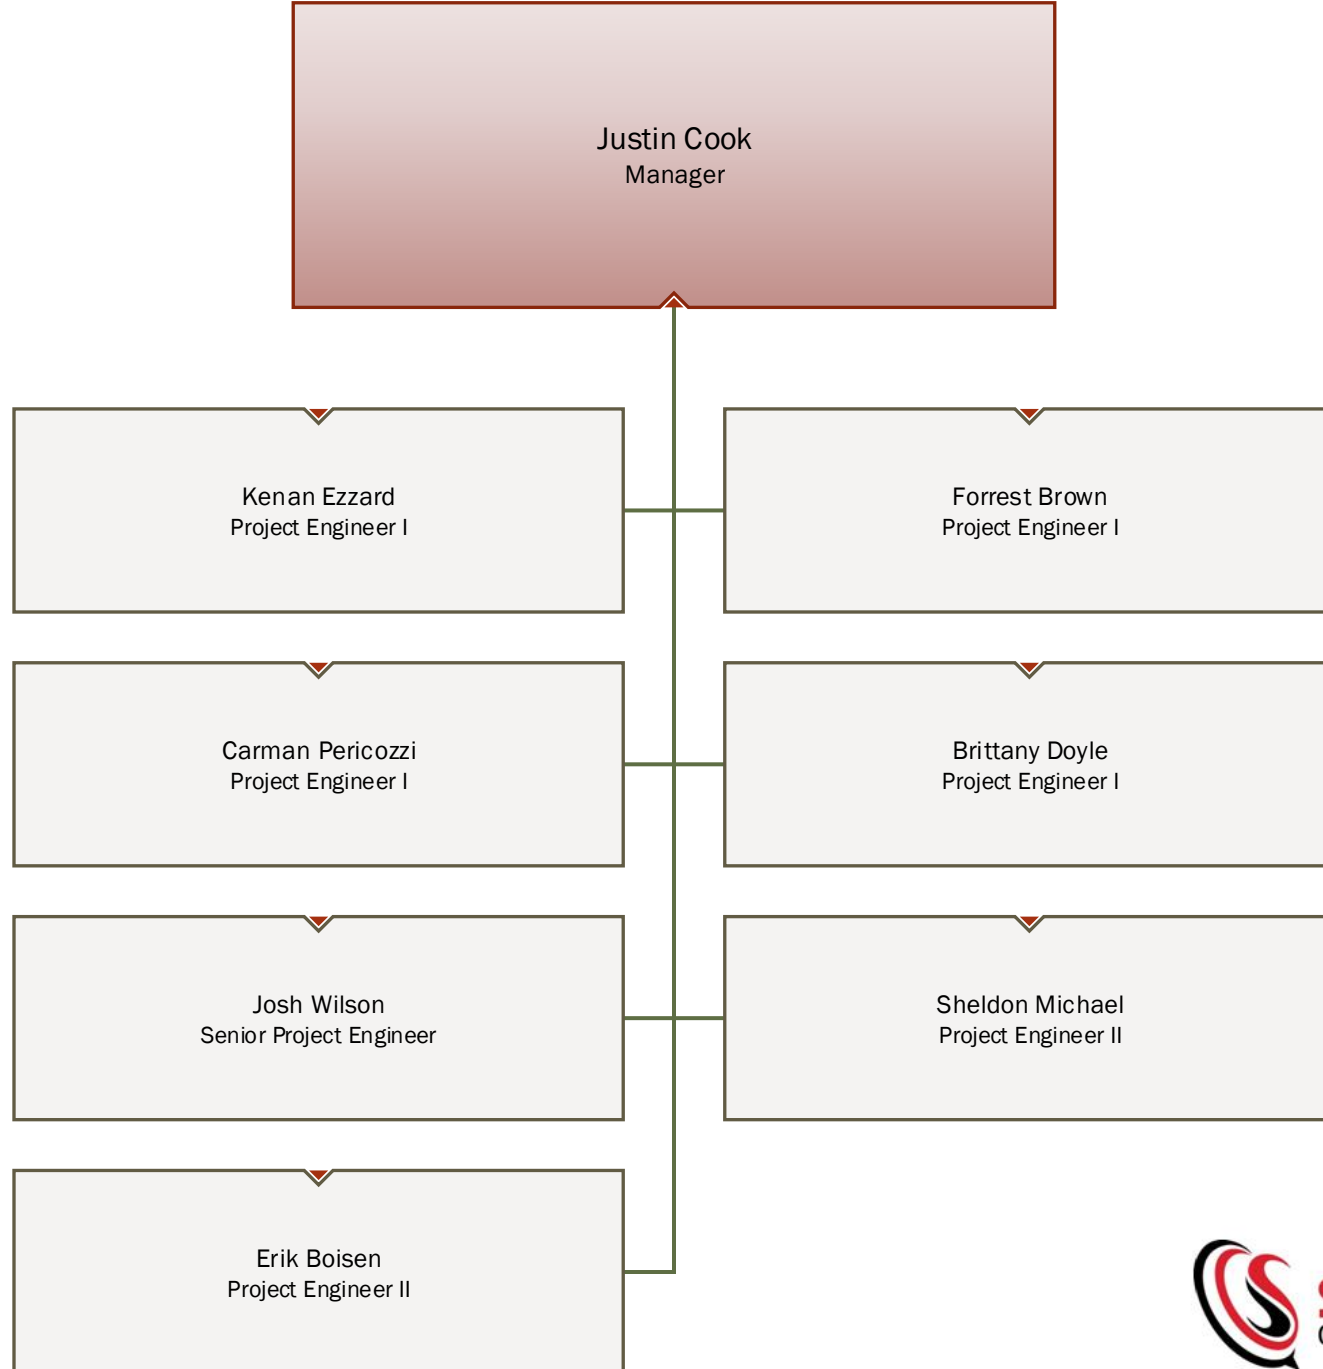 Justin Cook
Manager
Kenan Ezzard
Project Engineer I
Forrest Brown
Project Engineer I
Carman Pericozzi
Project Engineer I
Brittany Doyle
Project Engineer I
Josh Wilson
Senior Project Engineer
Sheldon Michael
Project Engineer II
Erik Boisen
Project Engineer II